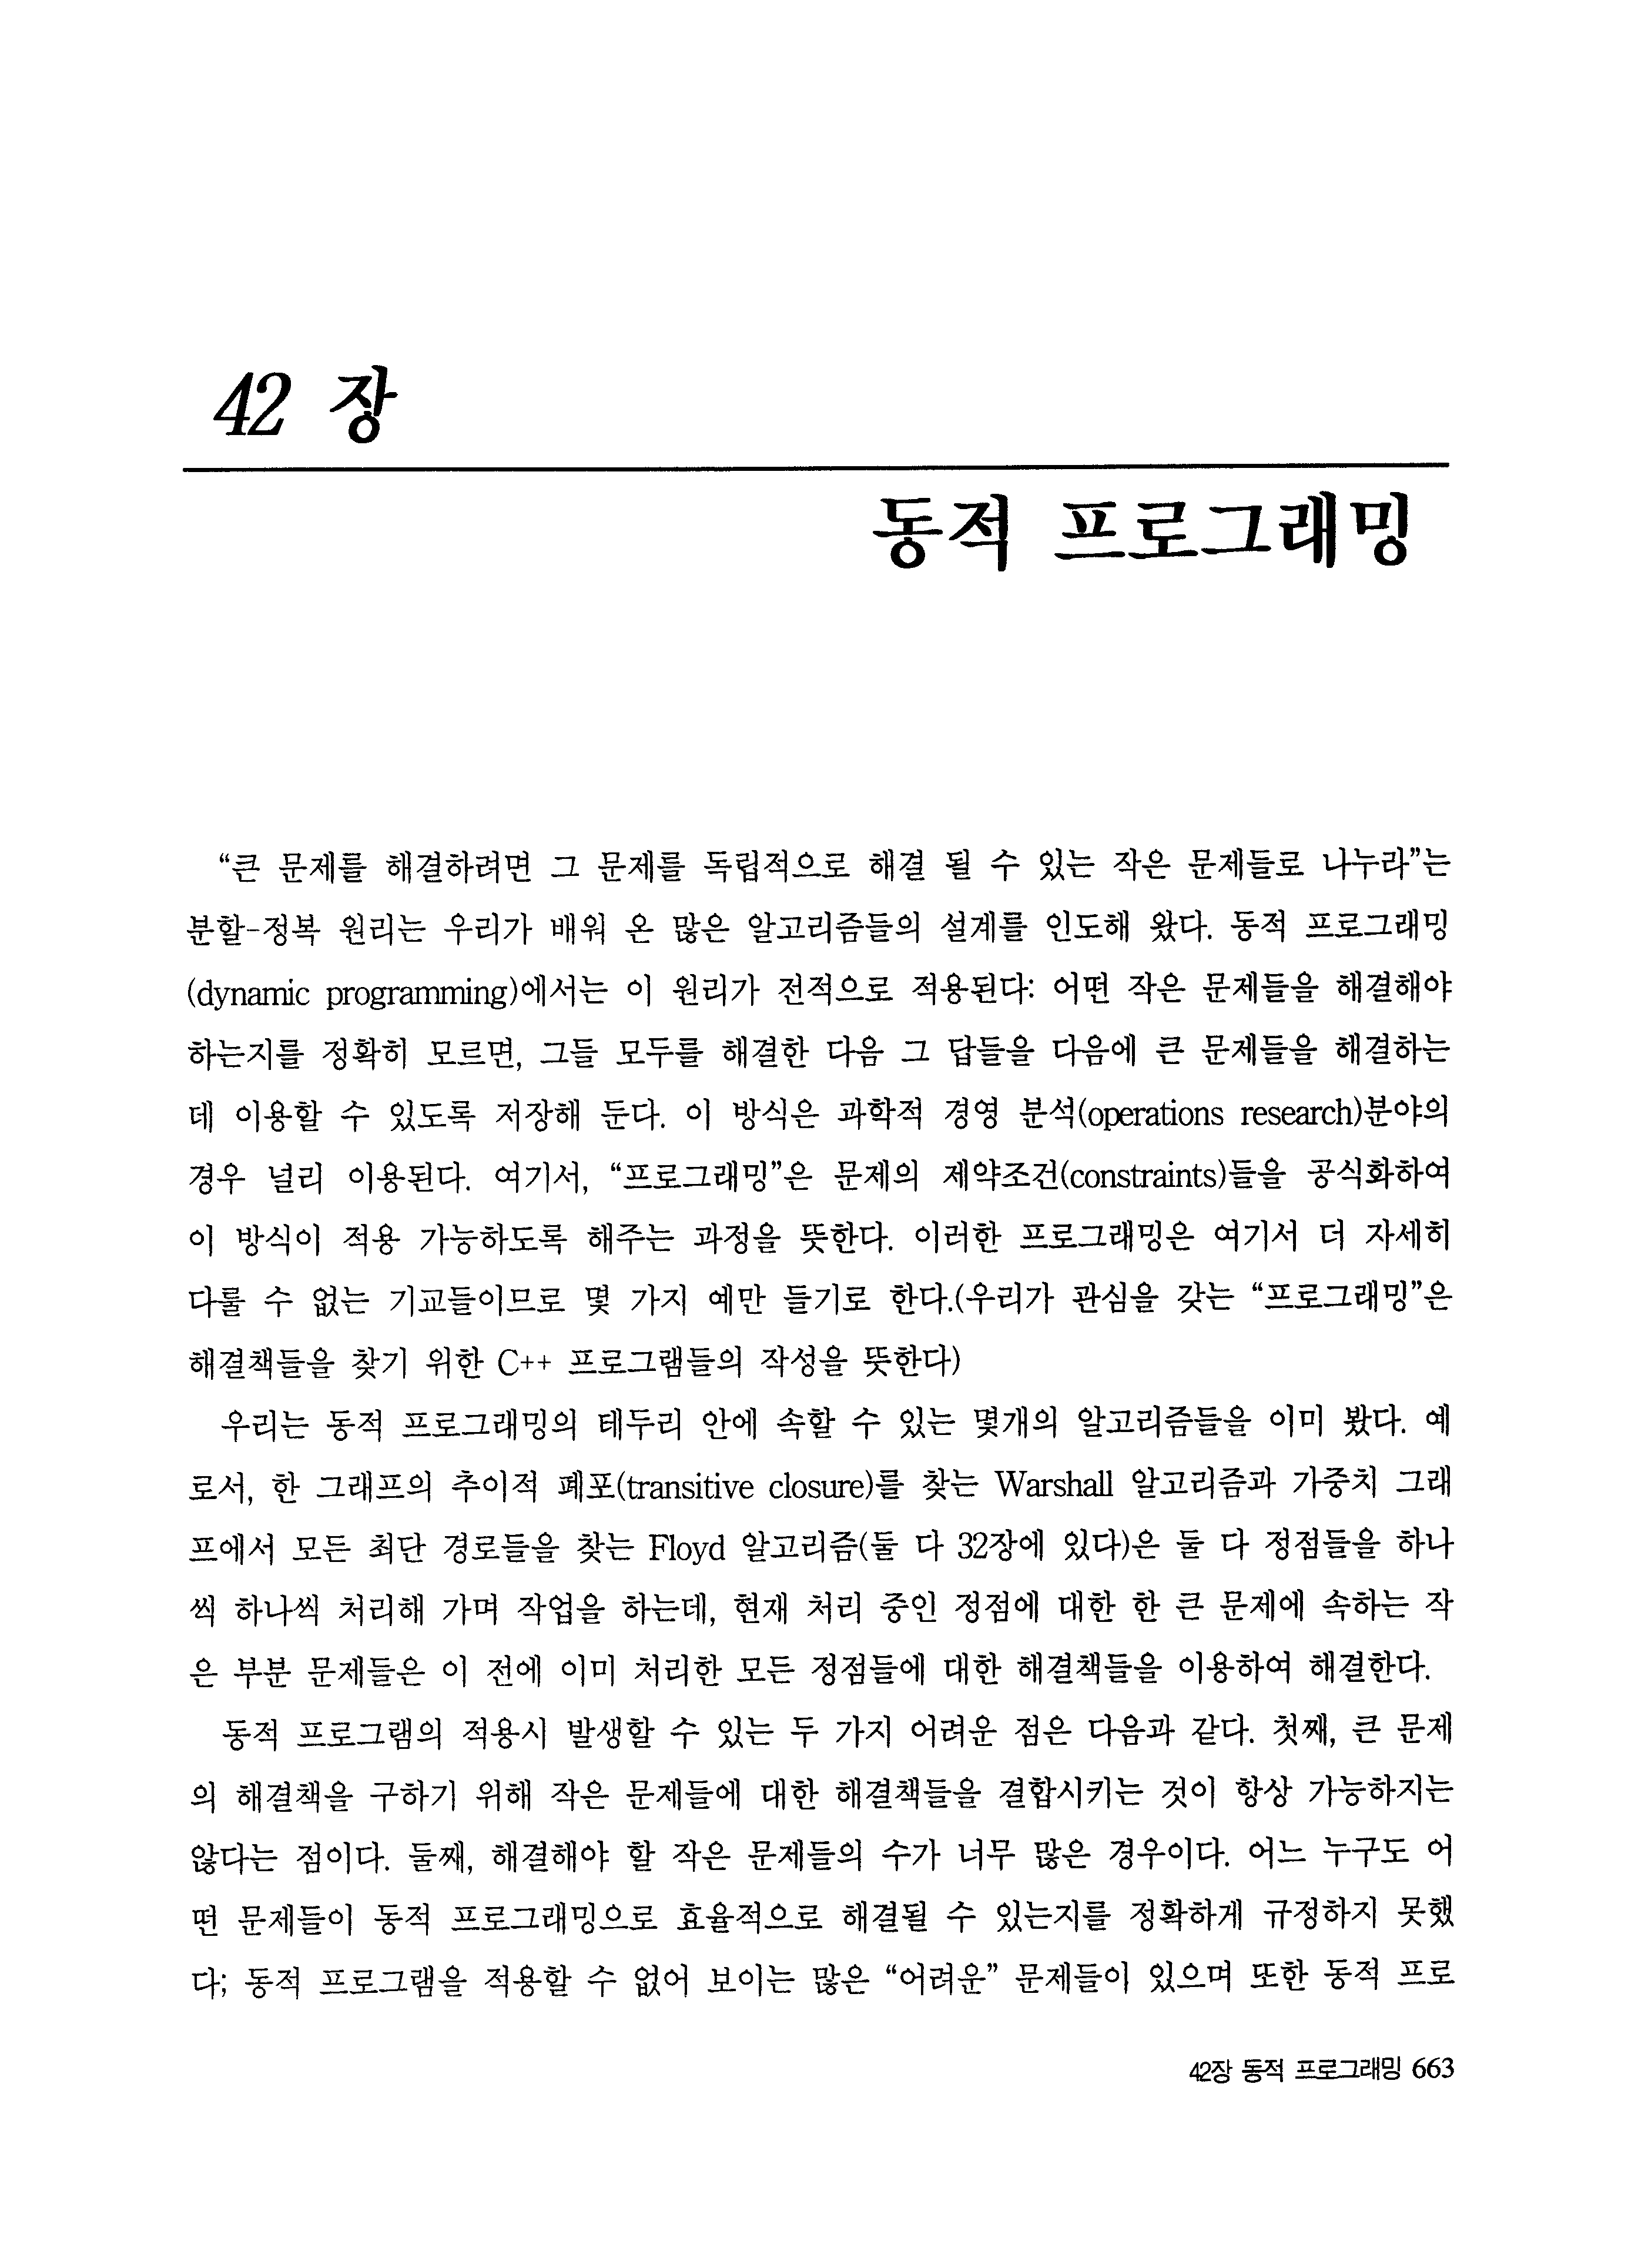 42 장
동적 프로그래밍
“큰 문제를 해결하려면 그 문제를 독립적으로 해결 될 수 있는 작은 문제들로 나누라”는
분할-정복 원리는 우리가 배워 온 많은 알고리즘들의 설계를 인도해 왔다. 동적 프로그래밍
(dynamic programming)에서는 이 원리가 전적으로 적용된다: 어떤 작은 문제들을 해결해야
하는지를 정확히 모르면, 그들 모두를 해결한 다음 그 답들을 다음에 큰 문제들을 해결하는
데 이용할 수 있도록 저장해 둔다. 이 방식은 과학적 경영 분석(operations research)분야의
경우 널리 이용된다. 여기서, “프로그래밍”은 문제의 제약조건(constraints)들을 공식화하여
이 방식이 적용 가능하도록 해주는 과정을 뜻한다. 이러한 프로그래밍은 여기서 더 자세히
다룰 수 없는 기교들이므로 몇 가지 예만 들기로 한다.(우리가 관심을 갖는 “프로그래밍”은
해결책들을 찾기 위한 C++ 프로그램들의 작성을 뜻한다)
우리는 동적 프로그래밍의 테두리 안에 속할 수 있는 몇개의 알고리즘들을 이미 봤다. 예
로서, 한 그래프의 추이적 폐포(transitive closure)를 찾는 Warshall 알고리즘과 가중치 그래
프에서 모든 최단 경로들을 찾는 Floyd 알고리즘(둘 다 32장에 있다)은 둘 다 정점들을 하나
씩 하나씩 처리해 가며 작업을 하는데, 현재 처리 중인 정점에 대한 한 큰 문제에 속하는 작
은 부분 문제들은 이 전에 이미 처리한 모든 정점들에 대한 해결책들을 이용하여 해결한다.
동적 프로그램의 적용시 발생할 수 있는 두 가지 어려운 점은 다음과 같다. 첫째, 큰 문제
의 해결책을 구하기 위해 작은 문제들에 대한 해결책들을 결합시키는 것이 항상 가능하지는
않다는 점이다. 둘째, 해결해야 할 작은 문제들의 수가 너무 많은 경우이다. 어느 누구도 어
떤 문제들이 동적 프로그래밍으로 효율적으로 해결될 수 있는지를 정확하게 규정하지 못했
다; 동적 프로그램을 적용할 수 없어 보이는 많은 “어려운” 문제들이 있으며 또한 동적 프로
42장 동적 프로그래밍 663